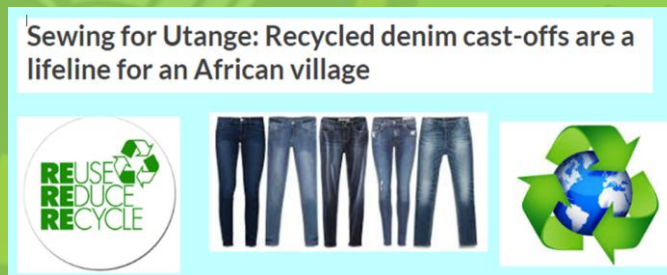 Sewing for Utange: Recycled denim cast-offs are a
lifeline for an African village
REUSE
REDUCE
RECYCLE